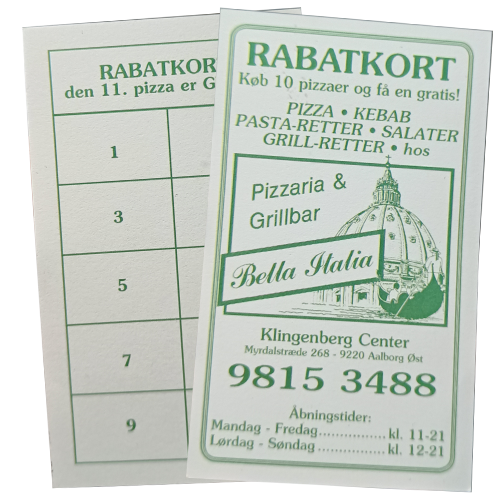 RABATKORT
den 11. pizza er G
1
3
5
7
9
RABATKORT
Køb 10 pizzaer og få en gratis!
PIZZA • KEBAB
PASTA-RETTER • SALATER
GRILL-RETTER • hos
Pizzaria &
Grillbar
Bella Italia
Klingenberg Center
Myrdalstræde 268 - 9220 Aalborg Øst
9815 3488
Åbningstider:
Mandag - Fredag................ kl. 11-21
Lørdag - Søndag................ kl. 12-21